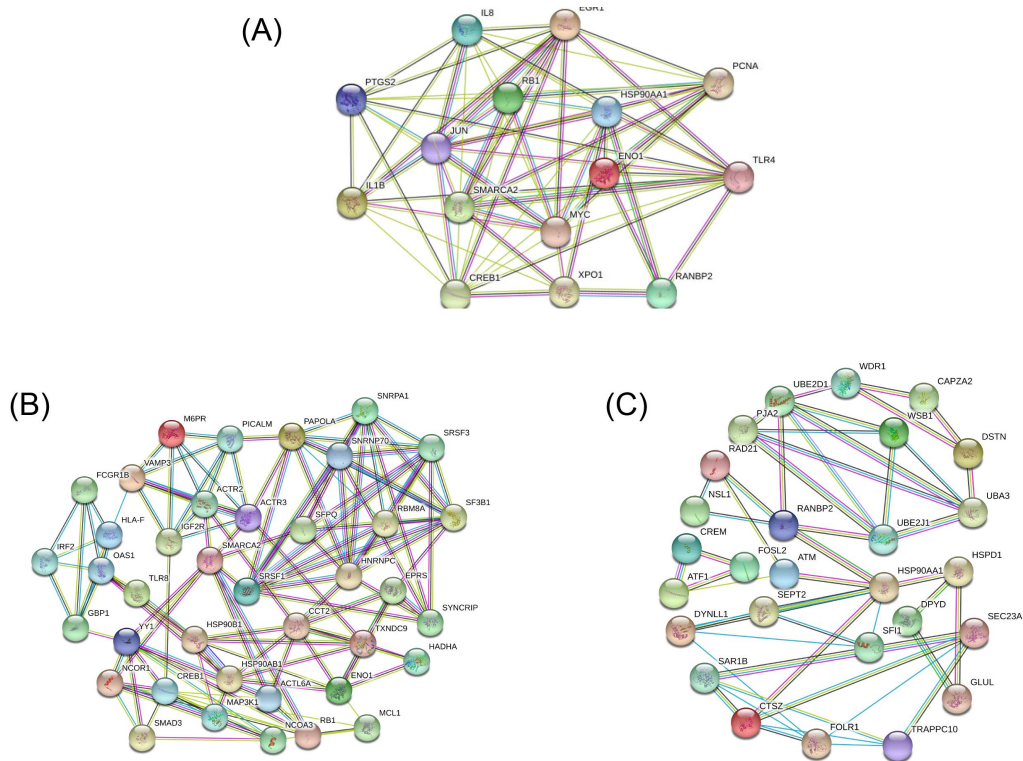 (A)
IL8
EGR1
PCNA
PTGS2
RB1
HSP90AA1
JUN
ENO1
TLR4
IL1B
SMARCA2
MYC
CREB1
XPO1
RANBP2
(B)
M6PR
PICALM
PAPOLA
SNRPA1
SNRNP70
SRSF3
FCGR1B
VAMP3
ACTR2
ACTR3
SFPQ
RBM8A
SF3B1
HLA-F
IGF2R
IRF2
OAS1
SMARCA2
HNRNPC
TLR8
SRSF1
EPRS
GBP1
SYNCRIP
CCT2
YY1
HSP90B1
TXNDC9
HADHA
NCOR1
HSP90AB1
CREB1
ACTL6A
ENO1
MAP3K1
SMAD3
NCOA3
RB1
MCL1
(C)
WDR1
UBE2D1
CAPZA2
PJA2
WSB1
RAD21
DSTN
NSL1
RANBP2
UBA3
CREM
UBE2J1
FOSL2
ATM
HSPD1
ATF1
HSP90AA1
SEPT2
DPYD
DYNLL1
SFI1
SEC23A
SAR1B
GLUL
CTSZ
FOLR1
TRAPPC10